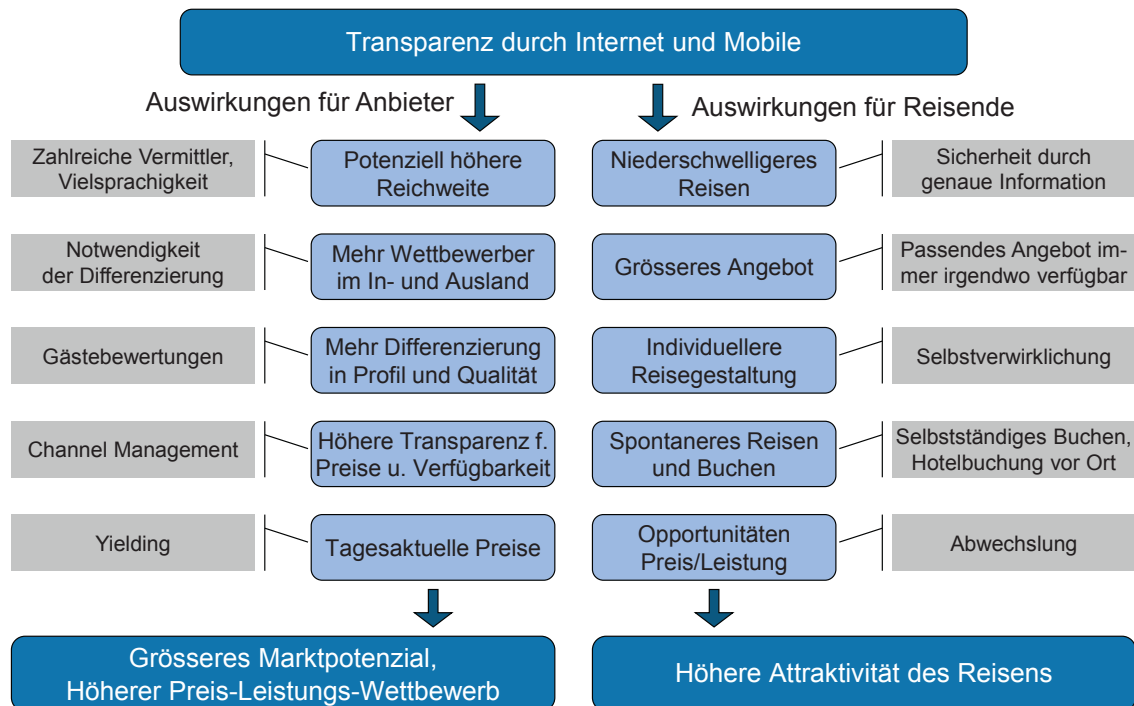 Transparenz durch Internet und Mobile
Auswirkungen für Anbieter
Auswirkungen für Reisende
Zahlreiche Vermittler,
Vielsprachigkeit
Potenziell höhere
Reichweite
Niederschwelligeres
Reisen
Sicherheit durch
genaue Information
Notwendigkeit
der Differenzierung
Mehr Wettbewerber
im In- und Ausland
Grösseres Angebot
Passendes Angebot im-
mer irgendwo verfügbar
Gästebewertungen
Mehr Differenzierung
in Profil und Qualität
Individuellere
Reisegestaltung
Selbstverwirklichung
Channel Management
Höhere Transparenz f.
Preise u. Verfügbarkeit
Spontaneres Reisen
und Buchen
Selbstständiges Buchen,
Hotelbuchung vor Ort
Yielding
Tagesaktuelle Preise
Opportunitäten
Preis/Leistung
Abwechslung
Grösseres Marktpotenzial,
Höherer Preis-Leistungs-Wettbewerb
Höhere Attraktivität des Reisens